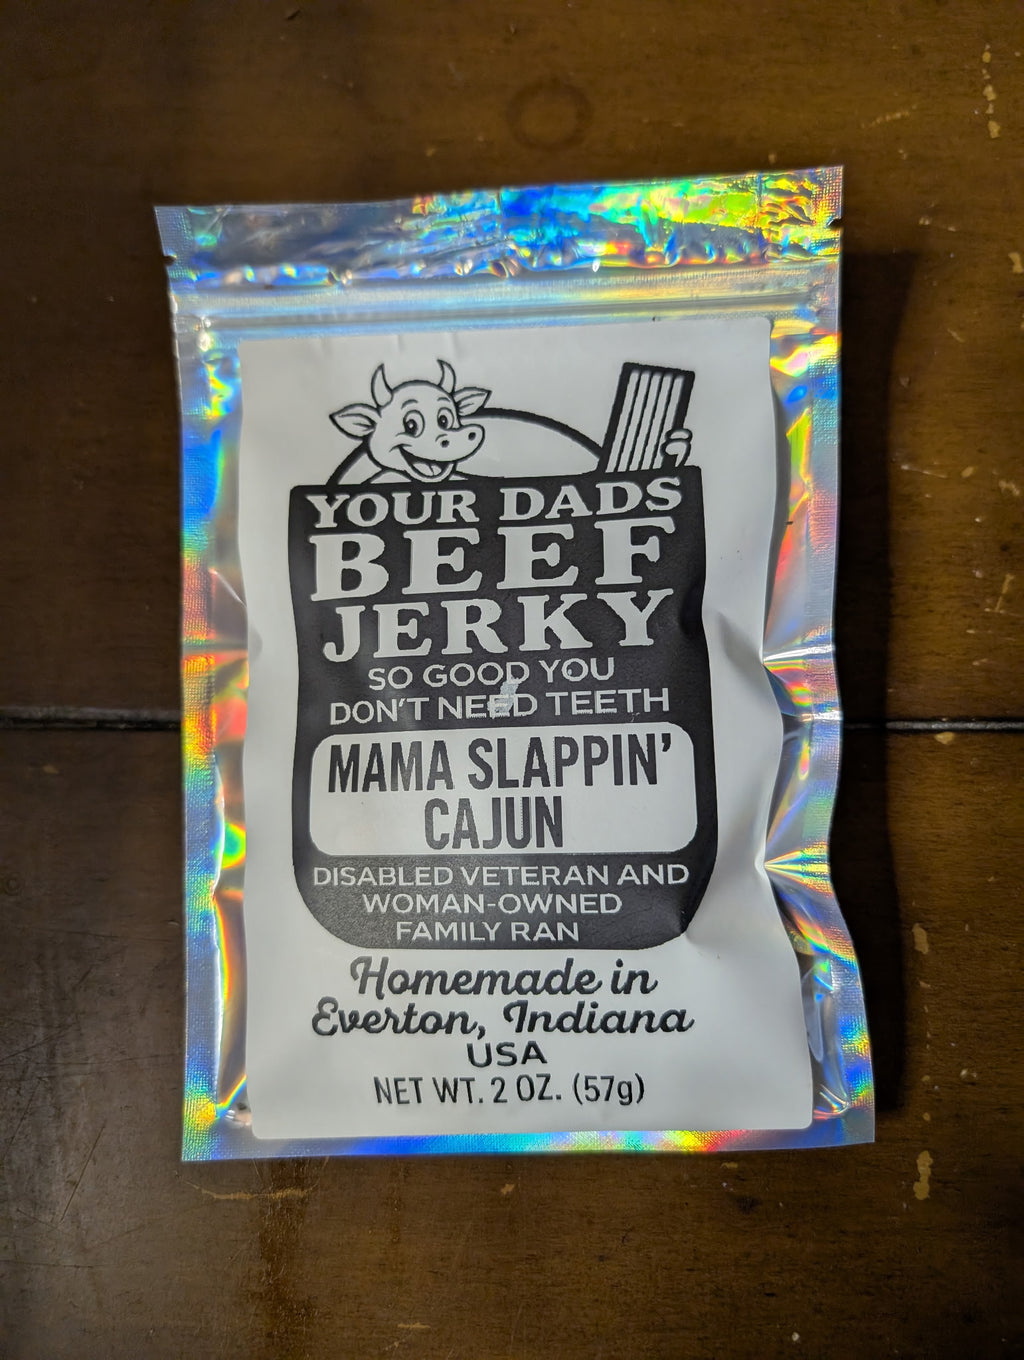 YOUR DADS
BEEF
JERKY
SO GOOD YOU
DON'T NEED TEETH
MAMA SLAPPIN'
CAJUN
DISABLED VETERAN AND
WOMAN-OWNED
FAMILY RAN
Homemade in
Everton, Indiana
USA
NET WT. 2 OZ. (57g)